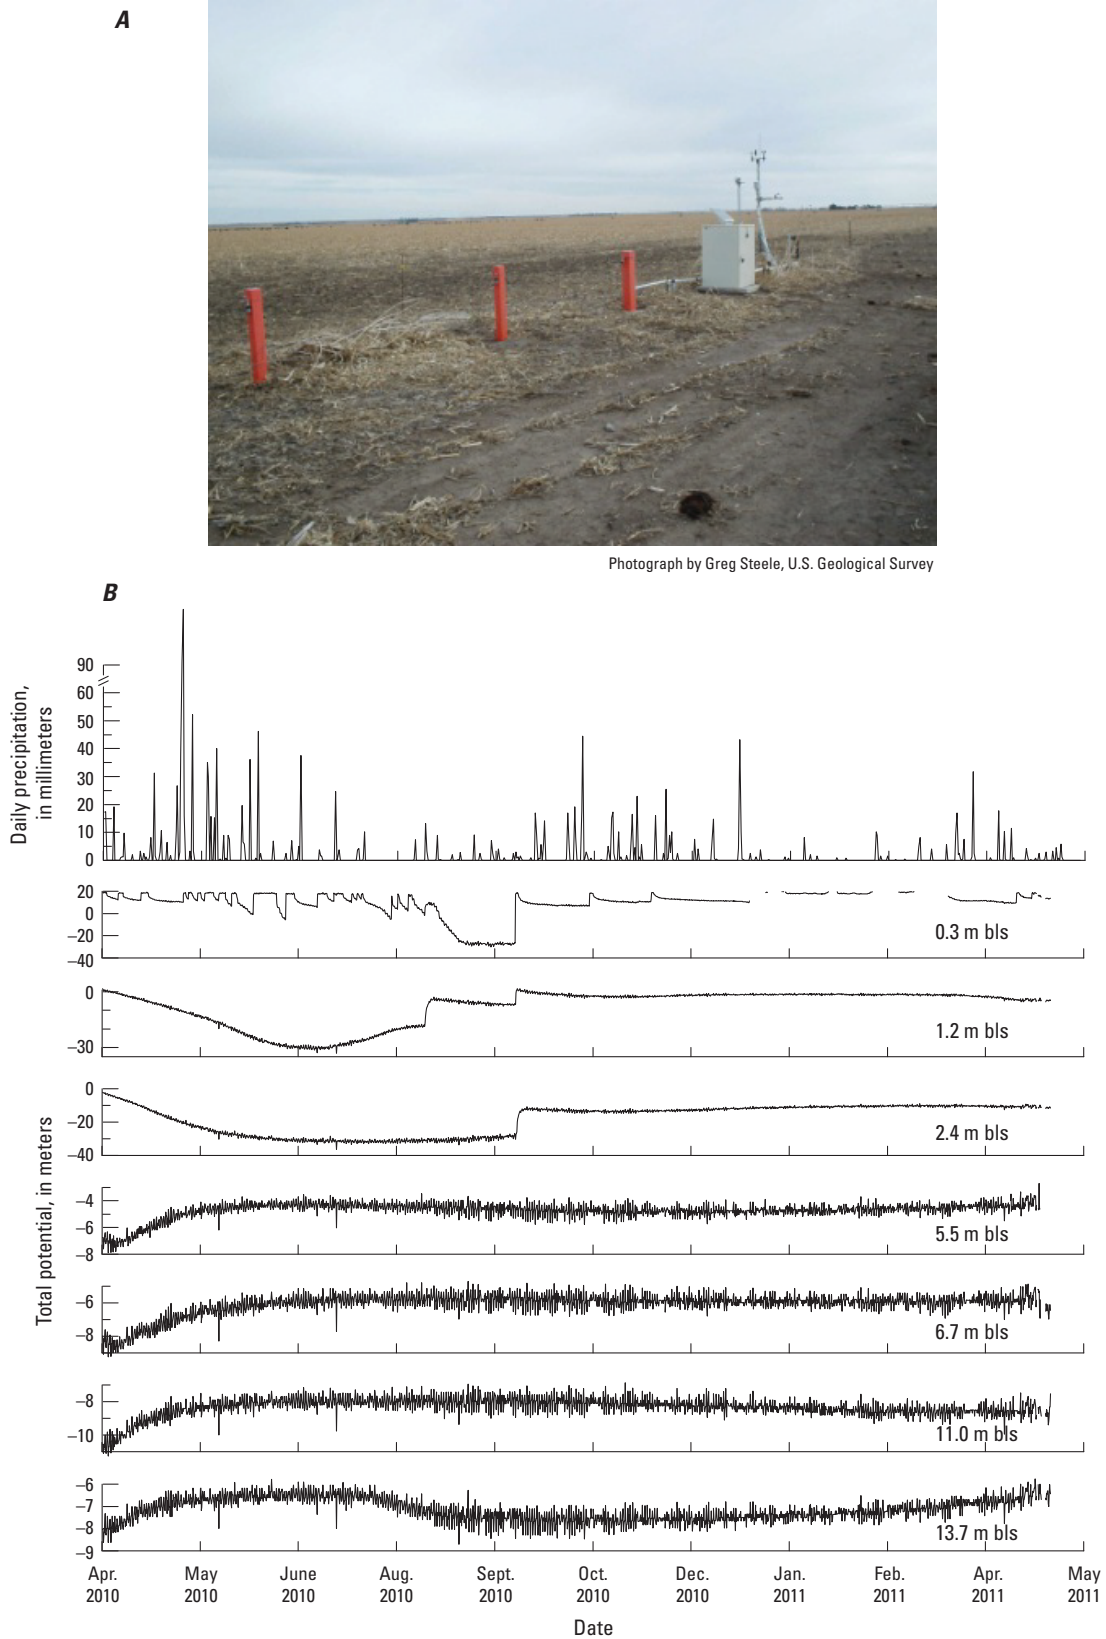 A
Photograph by Greg Steele, U.S. Geological Survey
B
Daily precipitation,
in millimeters
90
60
50
40
30
20
10
0
Total potential, in meters
20
0
–20
–40
0.3 m bls
0
–30
1.2 m bls
0
–20
–40
2.4 m bls
–4
–6
–8
5.5 m bls
–6
–8
6.7 m bls
–8
–10
11.0 m bls
–6
–7
–8
–9
13.7 m bls
Apr. May June Aug. Sept. Oct. Dec. Jan. Feb. Apr. May
2010 2010 2010 2010 2010 2010 2010 2011 2011 2011 2011
Date